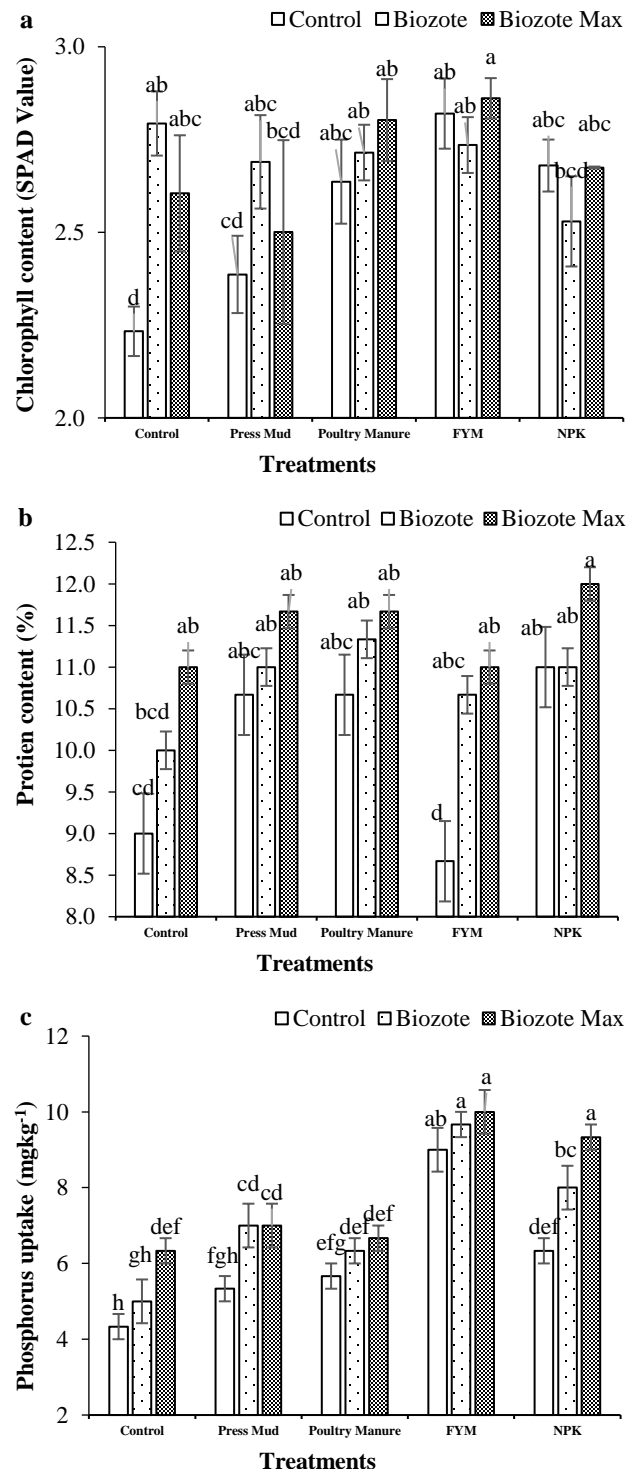 a
Control Biozote Biozote Max
3.0
2.5
2.0
Chlorophyll content (SPAD Value)
d ab abc
cd abc bcd
abc ab ab
ab ab a
abc bcd abc
Control Press Mud Poultry Manure FYM NPK
Treatments
b
Control Biozote Biozote Max
12.5
12.0
11.5
11.0
10.5
10.0
9.5
9.0
8.5
8.0
Protien content (%)
cd bcd ab
abc ab ab
abc ab ab
d abc ab
ab ab a
Control Press Mud Poultry Manure FYM NPK
Treatments
c
Control Biozote Biozote Max
12
10
8
6
4
2
Phosphorus uptake (mgkg-1)
h gh def
fgh cd cd
efg def def
ab a a
def bc a
Control Press Mud Poultry Manure FYM NPK
Treatments